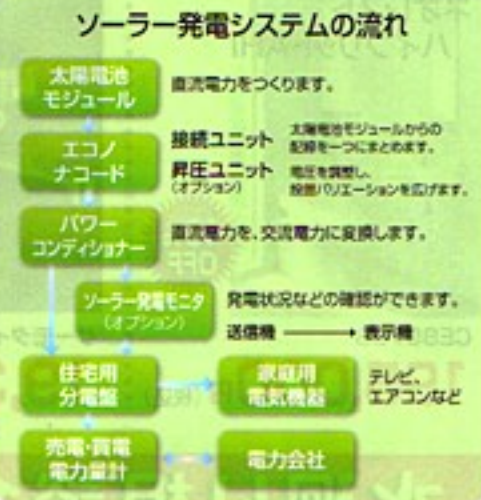 ソーラー発電システムの流れ
太陽電池
モジュール
直流電力をつくります。
エコノ
ナコード
接続ユニット
太陽電池モジュールからの
配線を一つにまとめます。
昇圧ユニット
(オプション)
電圧を調整し、
設置バリエーションを広げます。
パワー
コンディショナー
直流電力を、交流電力に変換します。
OFF
ソーラー発電モニタ
(オプション)
発電状況などの確認ができます。
送信機
表示機
住宅用
分電盤
家庭用
電気機器
テレビ、
エアコンなど
売電・買電
電力量計
電力会社